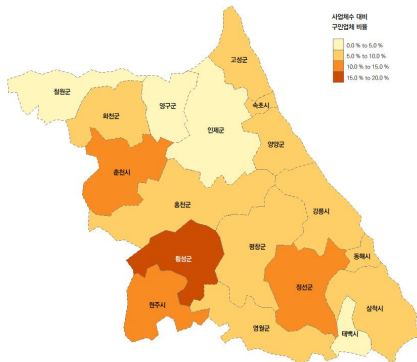 사업체수 대비
구인업체 비율
0.0 % to 5.0 %
5.0 % to 10.0 %
10.0 % to 15.0 %
15.0 % to 20.0 %
고성군
철원군
속초시
양구군
화천군
인제군
양양군
춘천시
홍천군
강릉시
평창군
동해시
횡성군
정선군
원주시
삼척시
영월군
태백시